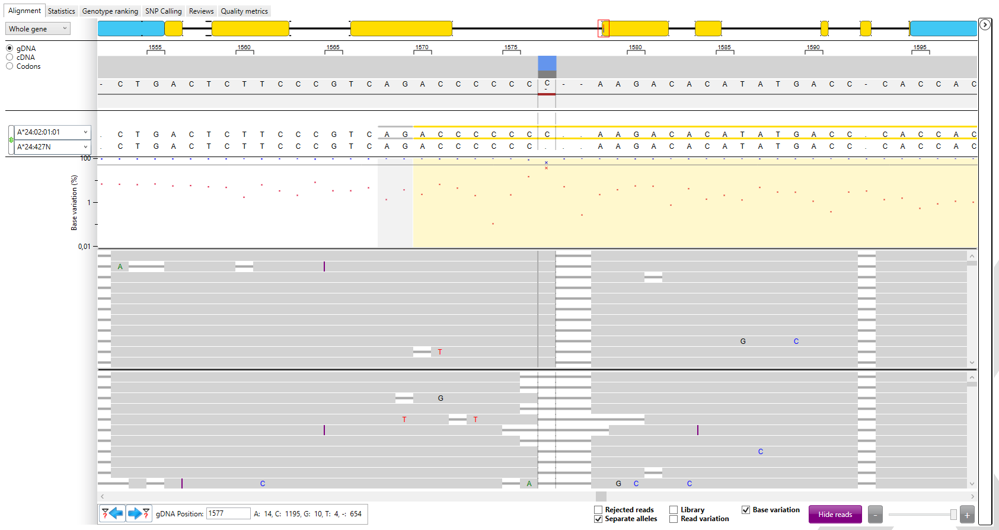 Alignment Statistics Genotype ranking SNP Calling Reviews Quality metrics
Whole gene
gDNA
cDNA
Codons
1555 1560 1565 1570 1575 1580 1585 1590 1595
- C T G A C T C T T C C C G T C A G A C C C C C C C - - A A G A C A C A T A T G A C C - C A C C A C
-
A*24:02:01:01
. C T G A C T C T T C C C G T C A G A C C C C C C C . . A A G A C A C A T A T G A C C . C A C C A C
A*24:427N
. C T G A C T C T T C C C G T C A G A C C C C C C . . . A A G A C A C A T A T G A C C . C A C C A C
Base variation (%)
100
1
0,01
A
G C
T
G
T T
C
C A G C C
gDNA Position: 1577 A: 14, C: 1195, G: 10, T: 4, -: 654
Rejected reads
Separate alleles
Library
Read variation
Base variation
Hide reads
- +